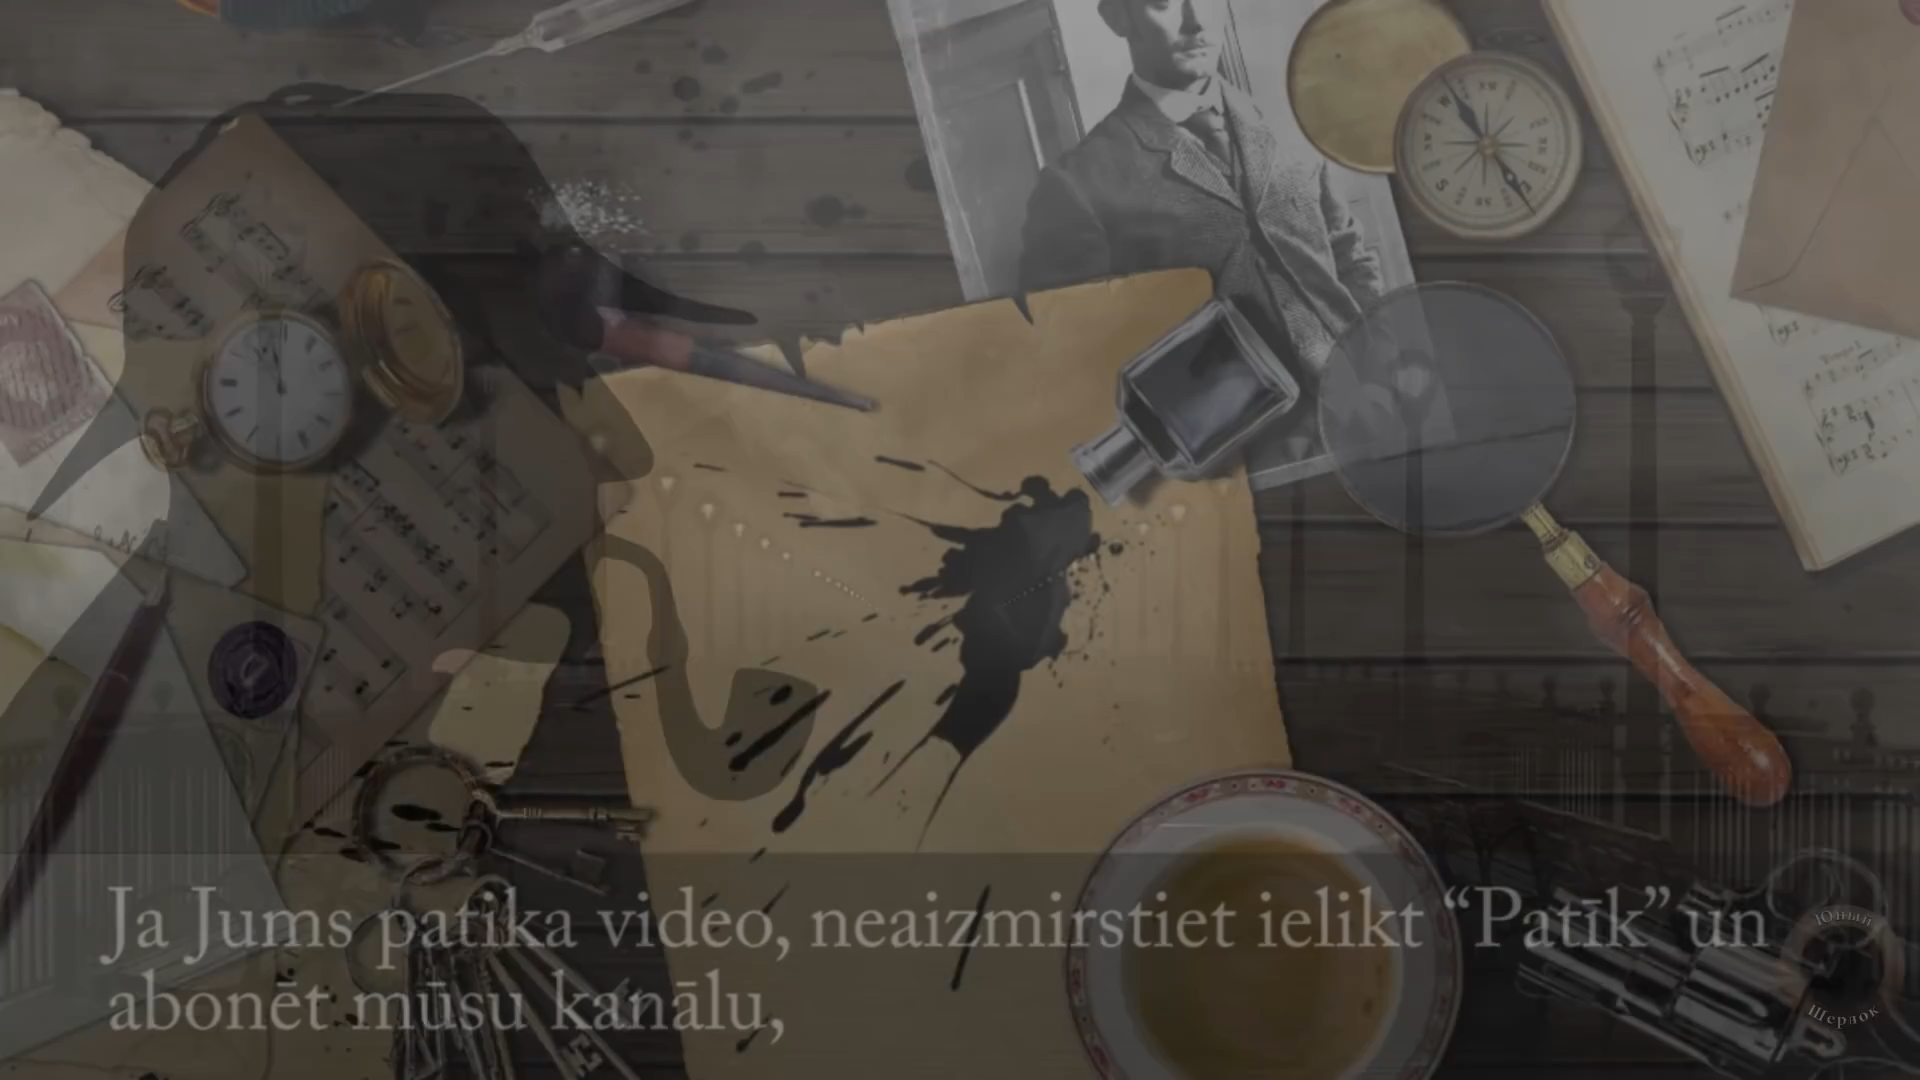 Ja Jums patika video, neaizmirstiet ielikt “Patīk” un
abonēt mūsu kanālu,
Юный
Шерлок